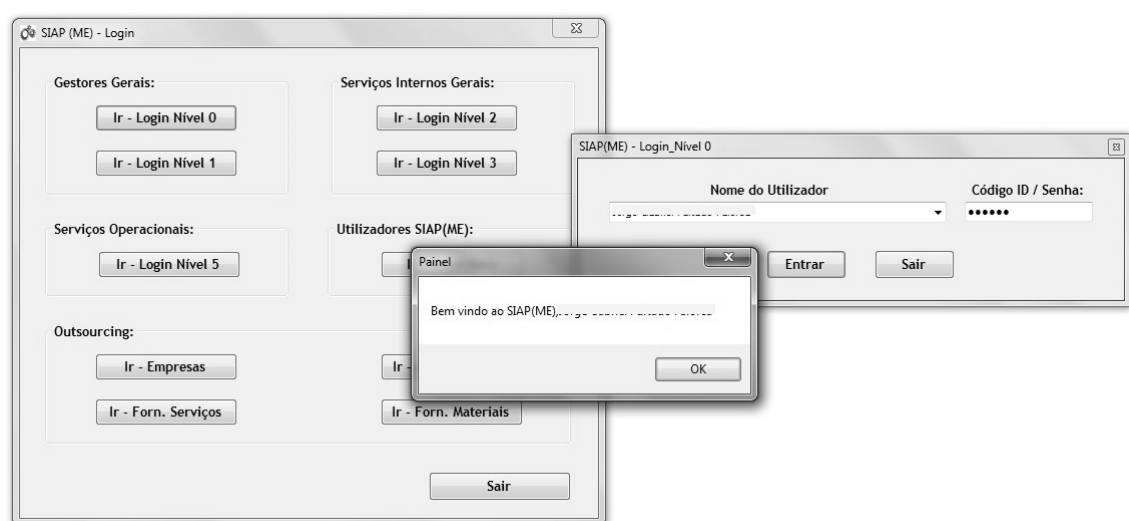 SIAP (ME) - Login
Gestores Gerais:
Ir - Login Nível 0
Ir - Login Nível 1
Serviços Internos Gerais:
Ir - Login Nível 2
Ir - Login Nível 3
Serviços Operacionais:
Ir - Login Nível 5
Utilizadores SIAP(ME):
Outsourcing:
Ir - Empresas
Ir -
Ir - Forn. Serviços
Ir - Forn. Materiais
Sair
SIAP(ME) - Login_Nível 0
Nome do Utilizador
Código ID / Senha:
••••••
Entrar
Sair
Painel
Bem vindo ao SIAP(ME),
OK